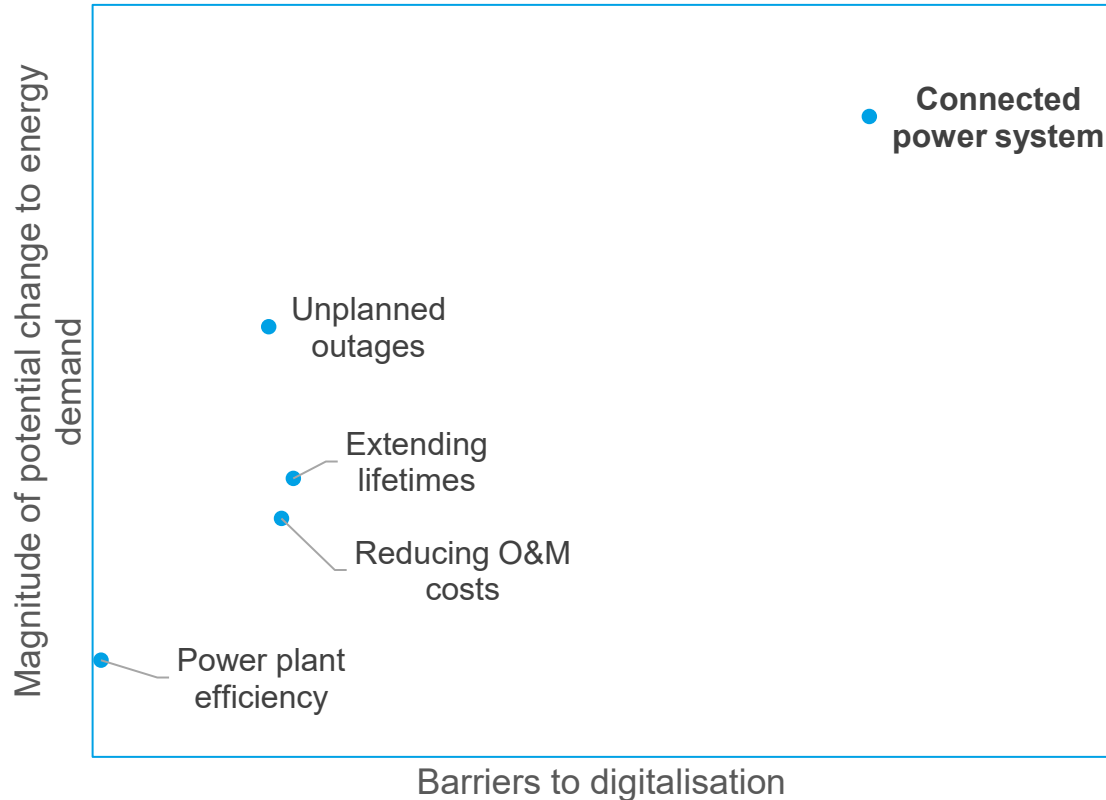 Magnitude of potential change to energy
demand
Connected
power system
Unplanned
outages
Extending
lifetimes
Reducing O&M
costs
Power plant
efficiency
Barriers to digitalisation